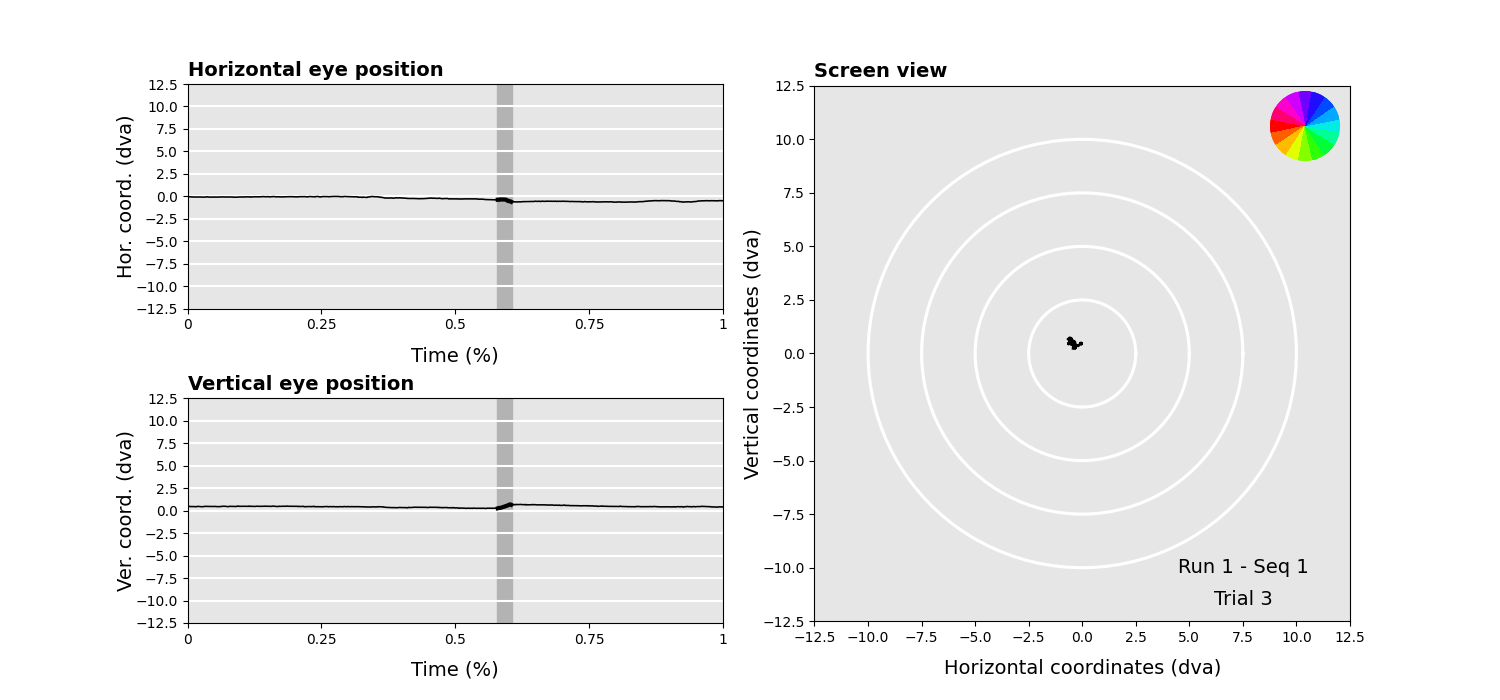 Horizontal eye position
12.5
10.0
7.5
5.0
2.5
0.0
−2.5
−5.0
−7.5
−10.0
−12.5
Hor. coord. (dva)
0 0.25 0.5 0.75 1
Time (%)
Vertical eye position
12.5
10.0
7.5
5.0
2.5
0.0
−2.5
−5.0
−7.5
−10.0
−12.5
Ver. coord. (dva)
0 0.25 0.5 0.75 1
Time (%)
Screen view
12.5
10.0
7.5
5.0
2.5
0.0
−2.5
−5.0
−7.5
−10.0
−12.5
Vertical coordinates (dva)
Run 1 - Seq 1
Trial 3
−12.5 −10.0 −7.5 −5.0 −2.5 0.0 2.5 5.0 7.5 10.0 12.5
Horizontal coordinates (dva)